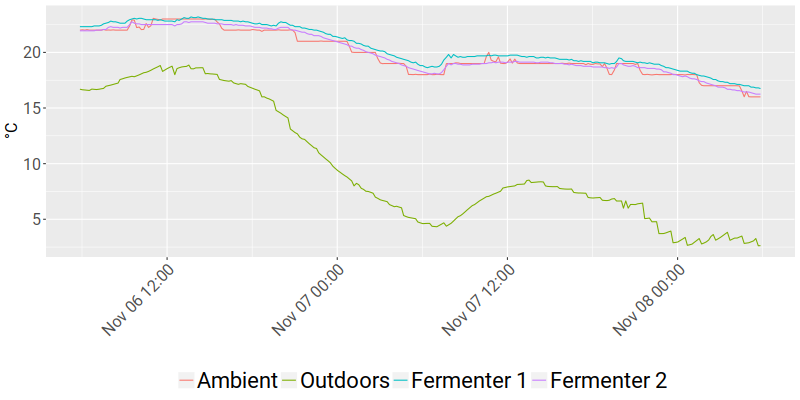 20
15
10
5
°C
Nov 06 12:00
Nov 07 00:00
Nov 07 12:00
Nov 08 00:00
Ambient Outdoors Fermenter 1 Fermenter 2